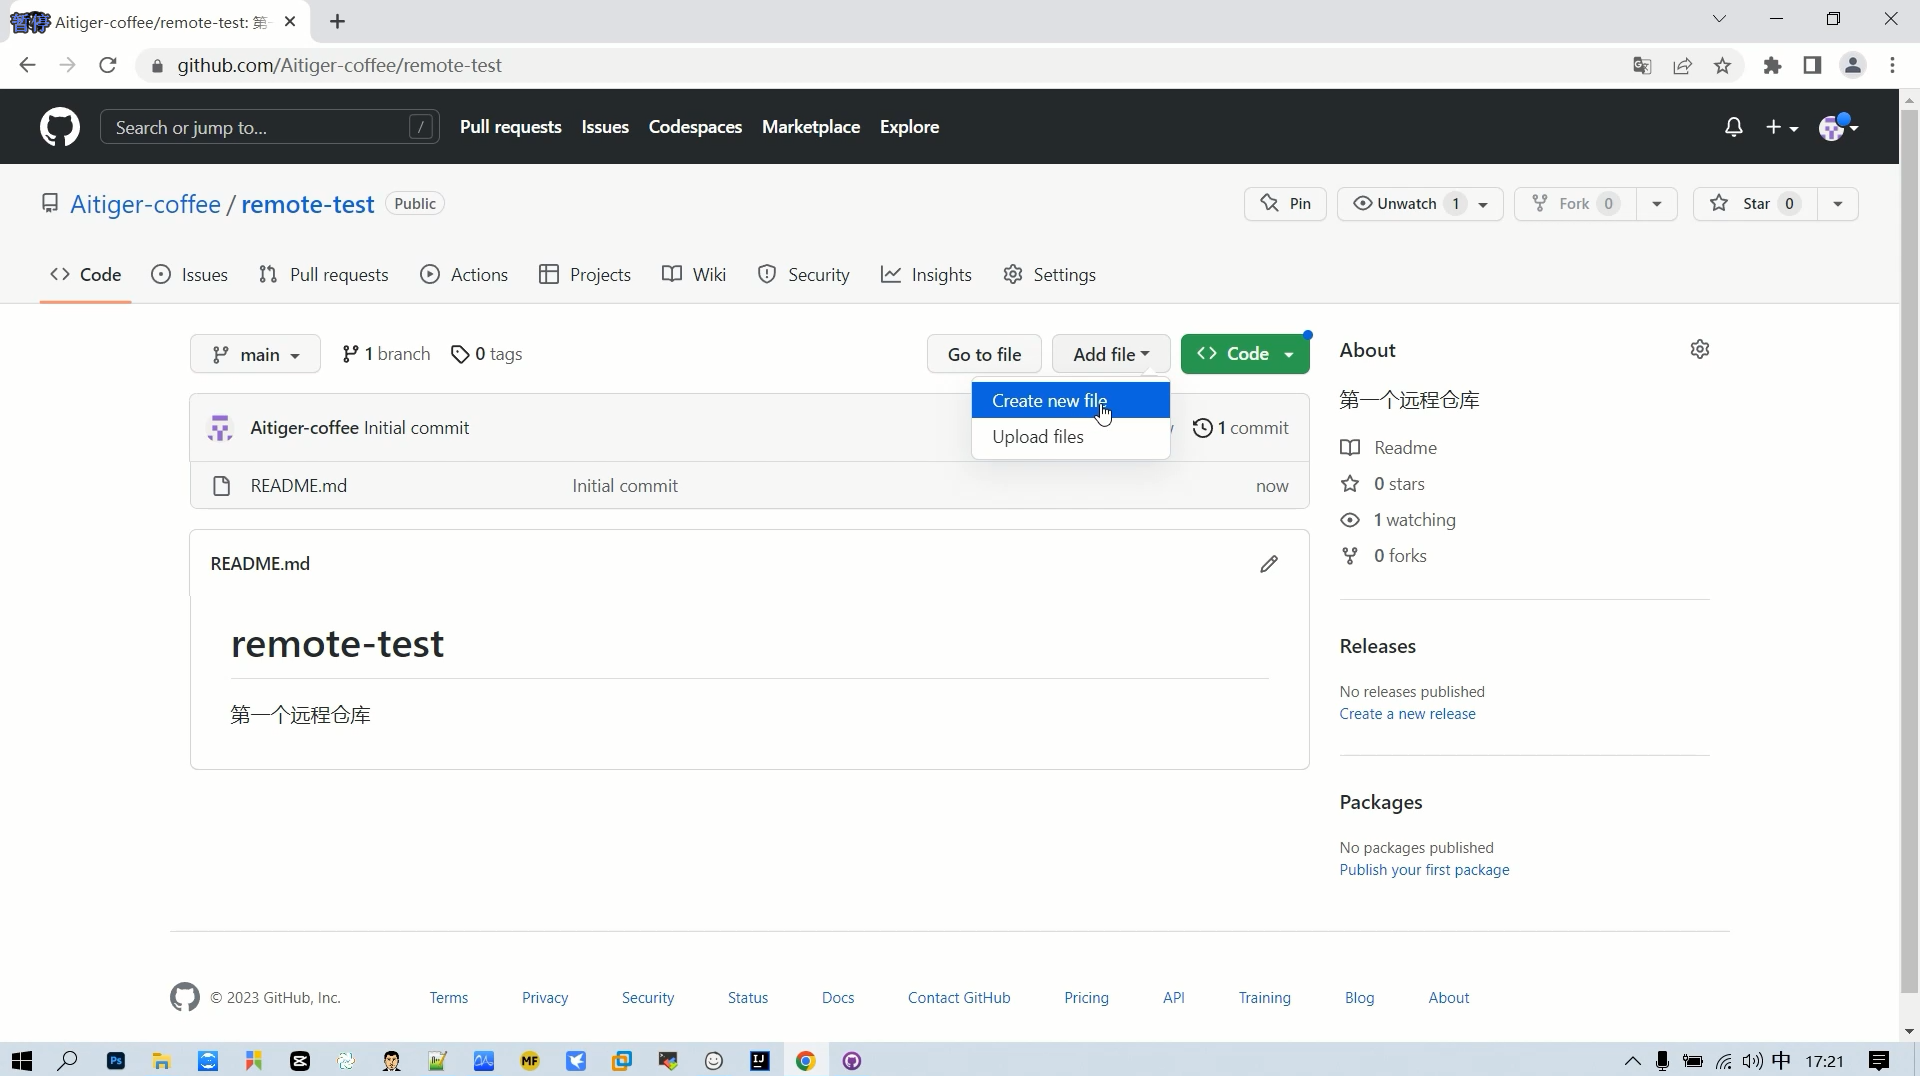 暂停
Aitiger-coffee/remote-test: 第一
github.com/Aitiger-coffee/remote-test
Search or jump to...
/
Pull requests
Issues
Codespaces
Marketplace
Explore
Aitiger-coffee / remote-test
Public
Pin
Unwatch 1
Fork 0
Star 0
Code
Issues
Pull requests
Actions
Projects
Wiki
Security
Insights
Settings
main
1 branch
0 tags
Go to file
Add file
Code
Create new file
Upload files
Aitiger-coffee Initial commit
1 commit
README.md
Initial commit
now
README.md
remote-test
第一个远程仓库
About
第一个远程仓库
Readme
0 stars
1 watching
0 forks
Releases
No releases published
Create a new release
Packages
No packages published
Publish your first package
© 2023 GitHub, Inc.
Terms
Privacy
Security
Status
Docs
Contact GitHub
Pricing
API
Training
Blog
About
Ps
MF
IJ
中
17:21